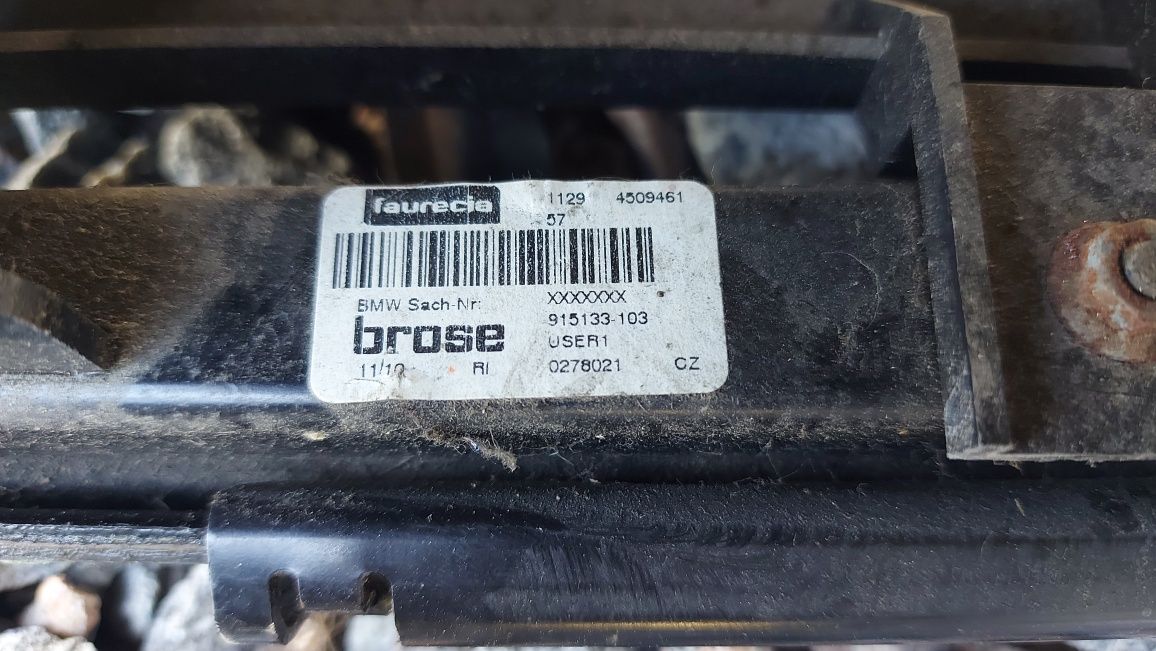 faurecia 1129 4509461
57
BMW Sach-Nr: XXXXXXX
brose 915133-103
USER1
11/10 RI 0278021 CZ